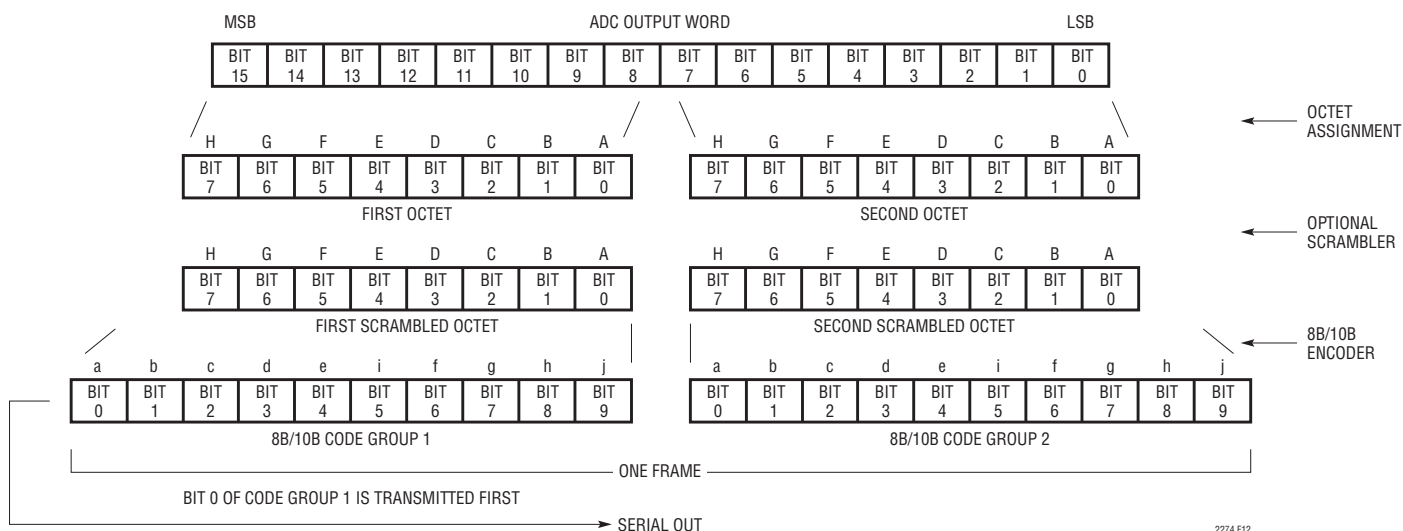 MSB ADC OUTPUT WORD LSB
BIT 15 BIT 14 BIT 13 BIT 12 BIT 11 BIT 10 BIT 9 BIT 8 BIT 7 BIT 6 BIT 5 BIT 4 BIT 3 BIT 2 BIT 1 BIT 0
OCTET ASSIGNMENT
H G F E D C B A H G F E D C B A
BIT 7 BIT 6 BIT 5 BIT 4 BIT 3 BIT 2 BIT 1 BIT 0 BIT 7 BIT 6 BIT 5 BIT 4 BIT 3 BIT 2 BIT 1 BIT 0
FIRST OCTET SECOND OCTET
OPTIONAL SCRAMBLER
H G F E D C B A H G F E D C B A
BIT 7 BIT 6 BIT 5 BIT 4 BIT 3 BIT 2 BIT 1 BIT 0 BIT 7 BIT 6 BIT 5 BIT 4 BIT 3 BIT 2 BIT 1 BIT 0
FIRST SCRAMBLED OCTET SECOND SCRAMBLED OCTET
8B/10B ENCODER
a b c d e i f g h j a b c d e i f g h j
BIT 0 BIT 1 BIT 2 BIT 3 BIT 4 BIT 5 BIT 6 BIT 7 BIT 8 BIT 9 BIT 0 BIT 1 BIT 2 BIT 3 BIT 4 BIT 5 BIT 6 BIT 7 BIT 8 BIT 9
8B/10B CODE GROUP 1 8B/10B CODE GROUP 2
ONE FRAME
BIT 0 OF CODE GROUP 1 IS TRANSMITTED FIRST
SERIAL OUT
2274 F12